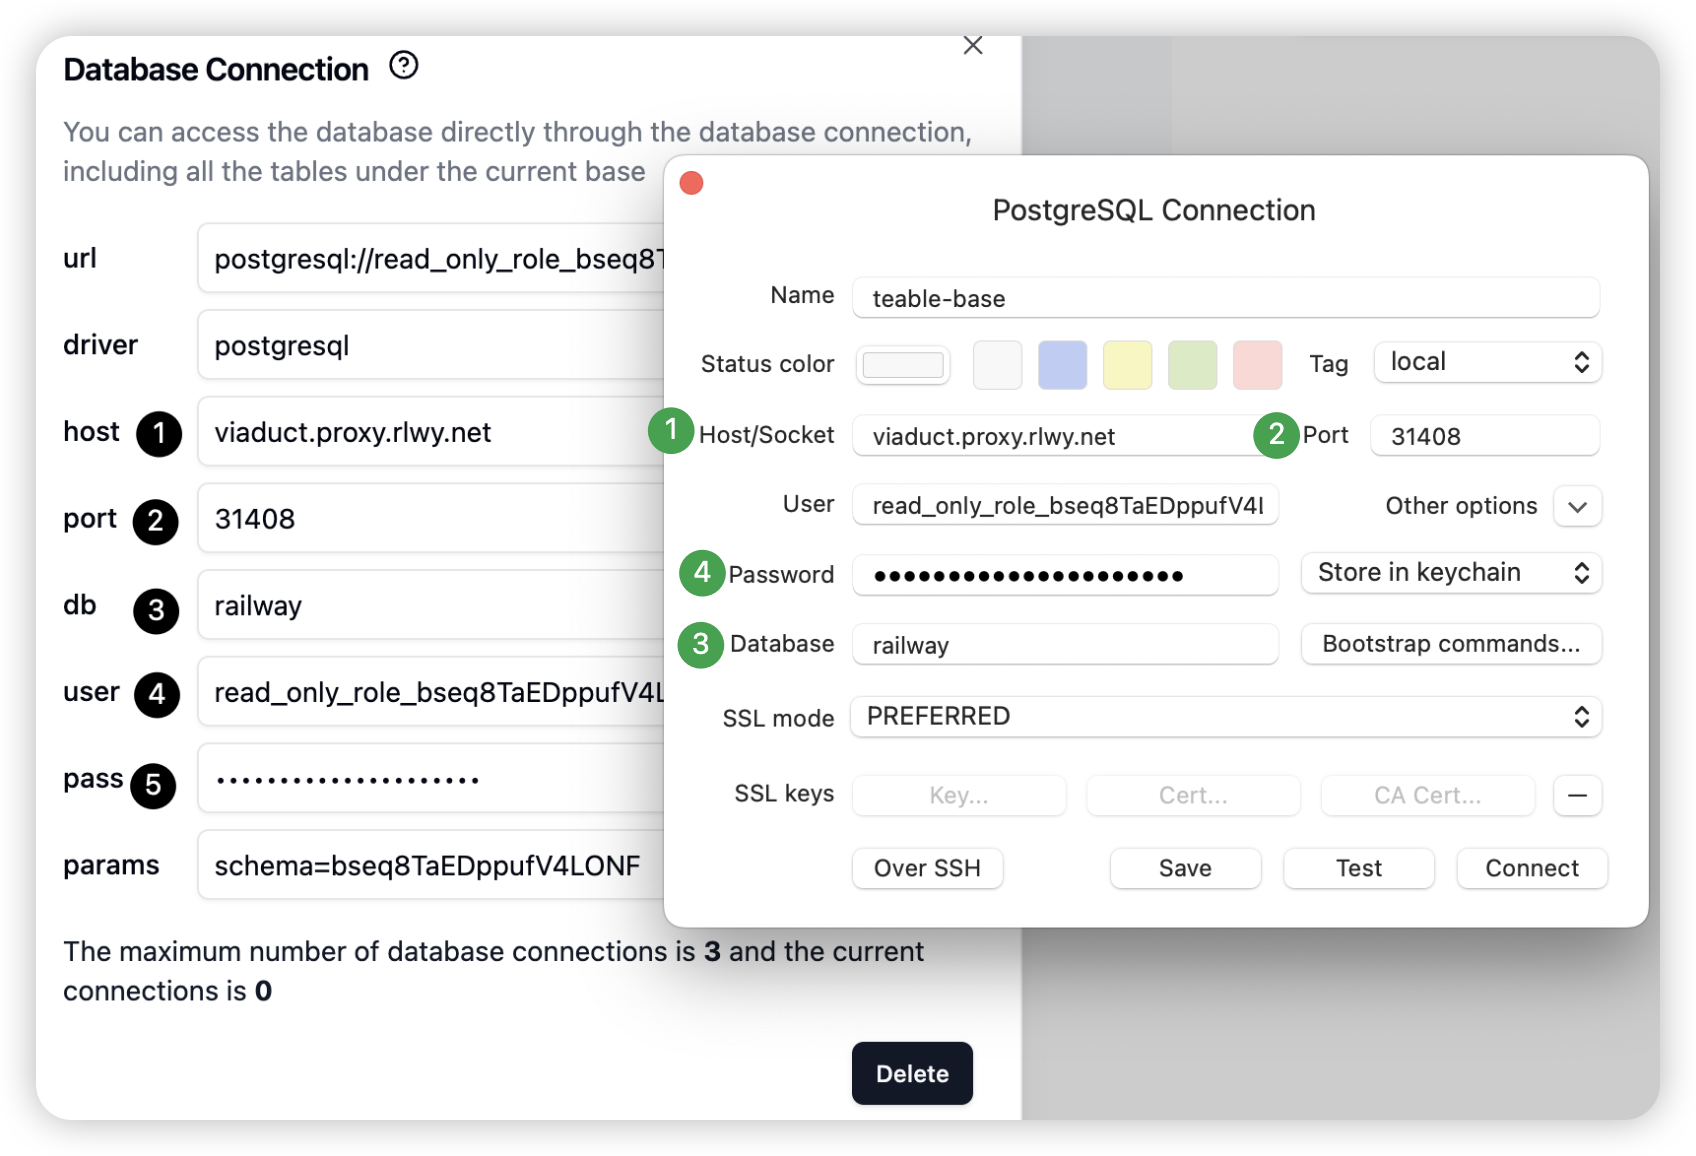 Database Connection ?
You can access the database directly through the database connection,
including all the tables under the current base
url postgresql://read_only_role_bseq8T
driver postgresql
host 1 viaduct.proxy.rlwy.net
port 2 31408
db 3 railway
user 4 read_only_role_bseq8TaEDppufV4L
pass 5 •••••••••••••••••••••
params schema=bseq8TaEDppufV4LONF
The maximum number of database connections is 3 and the current
connections is 0
Delete
PostgreSQL Connection
Name teable-base
Status color Tag local
1 Host/Socket viaduct.proxy.rlwy.net 2 Port 31408
User read_only_role_bseq8TaEDppufV4L Other options
4 Password ••••••••••••••••••••• Store in keychain
3 Database railway Bootstrap commands...
SSL mode PREFERRED
SSL keys Key... Cert... CA Cert...
Over SSH Save Test Connect